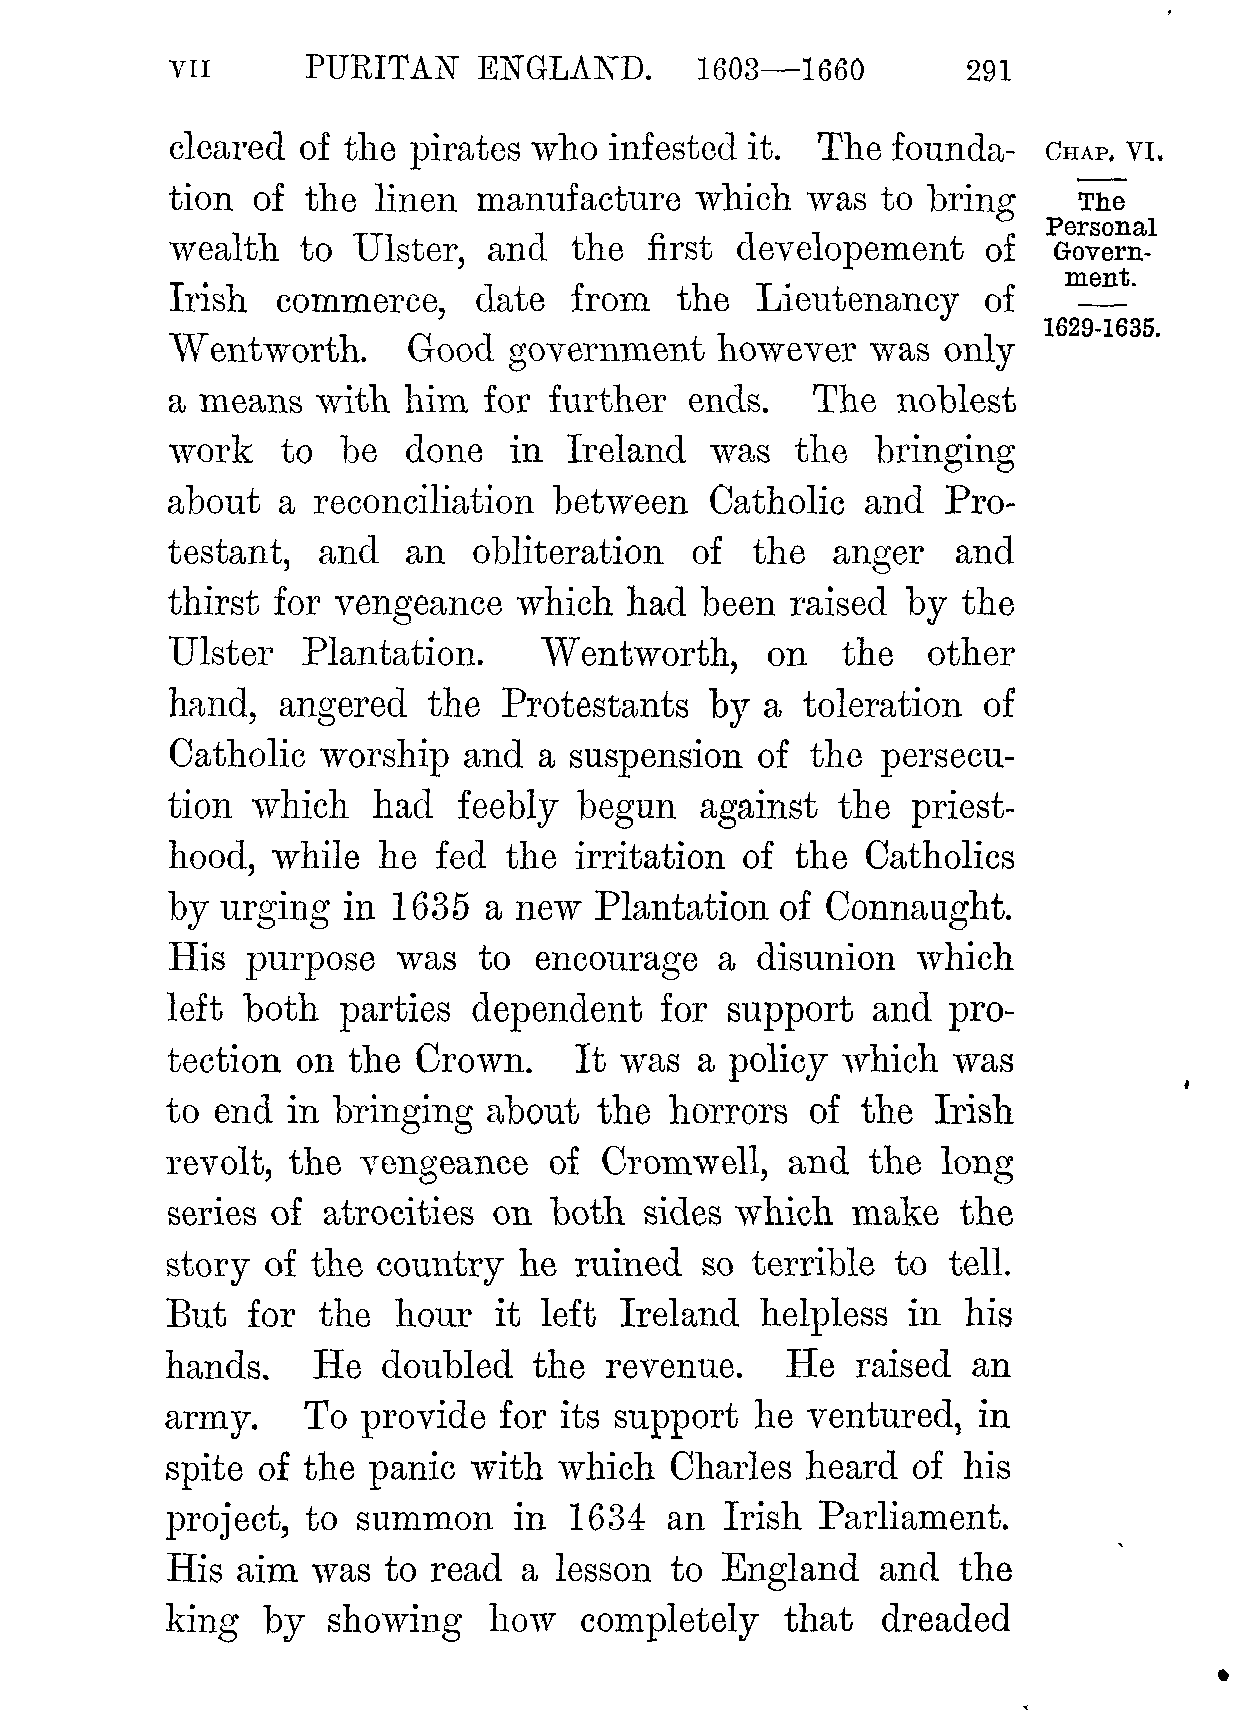 VII PURITAN ENGLAND. 1603—1660 291
cleared of the pirates who infested it. The founda-
tion of the linen manufacture which was to bring
wealth to Ulster, and the first developement of
Irish commerce, date from the Lieutenancy of
Wentworth. Good government however was only
a means with him for further ends. The noblest
work to be done in Ireland was the bringing
about a reconciliation between Catholic and Pro-
testant, and an obliteration of the anger and
thirst for vengeance which had been raised by the
Ulster Plantation. Wentworth, on the other
hand, angered the Protestants by a toleration of
Catholic worship and a suspension of the persecu-
tion which had feebly begun against the priest-
hood, while he fed the irritation of the Catholics
by urging in 1635 a new Plantation of Connaught.
His purpose was to encourage a disunion which
left both parties dependent for support and pro-
tection on the Crown. It was a policy which was
to end in bringing about the horrors of the Irish
revolt, the vengeance of Cromwell, and the long
series of atrocities on both sides which make the
story of the country he ruined so terrible to tell.
But for the hour it left Ireland helpless in his
hands. He doubled the revenue. He raised an
army. To provide for its support he ventured, in
spite of the panic with which Charles heard of his
project, to summon in 1634 an Irish Parliament.
His aim was to read a lesson to England and the
king by showing how completely that dreaded
CHAP. VI.
The
Personal
Govern-
ment.
1629-1635.